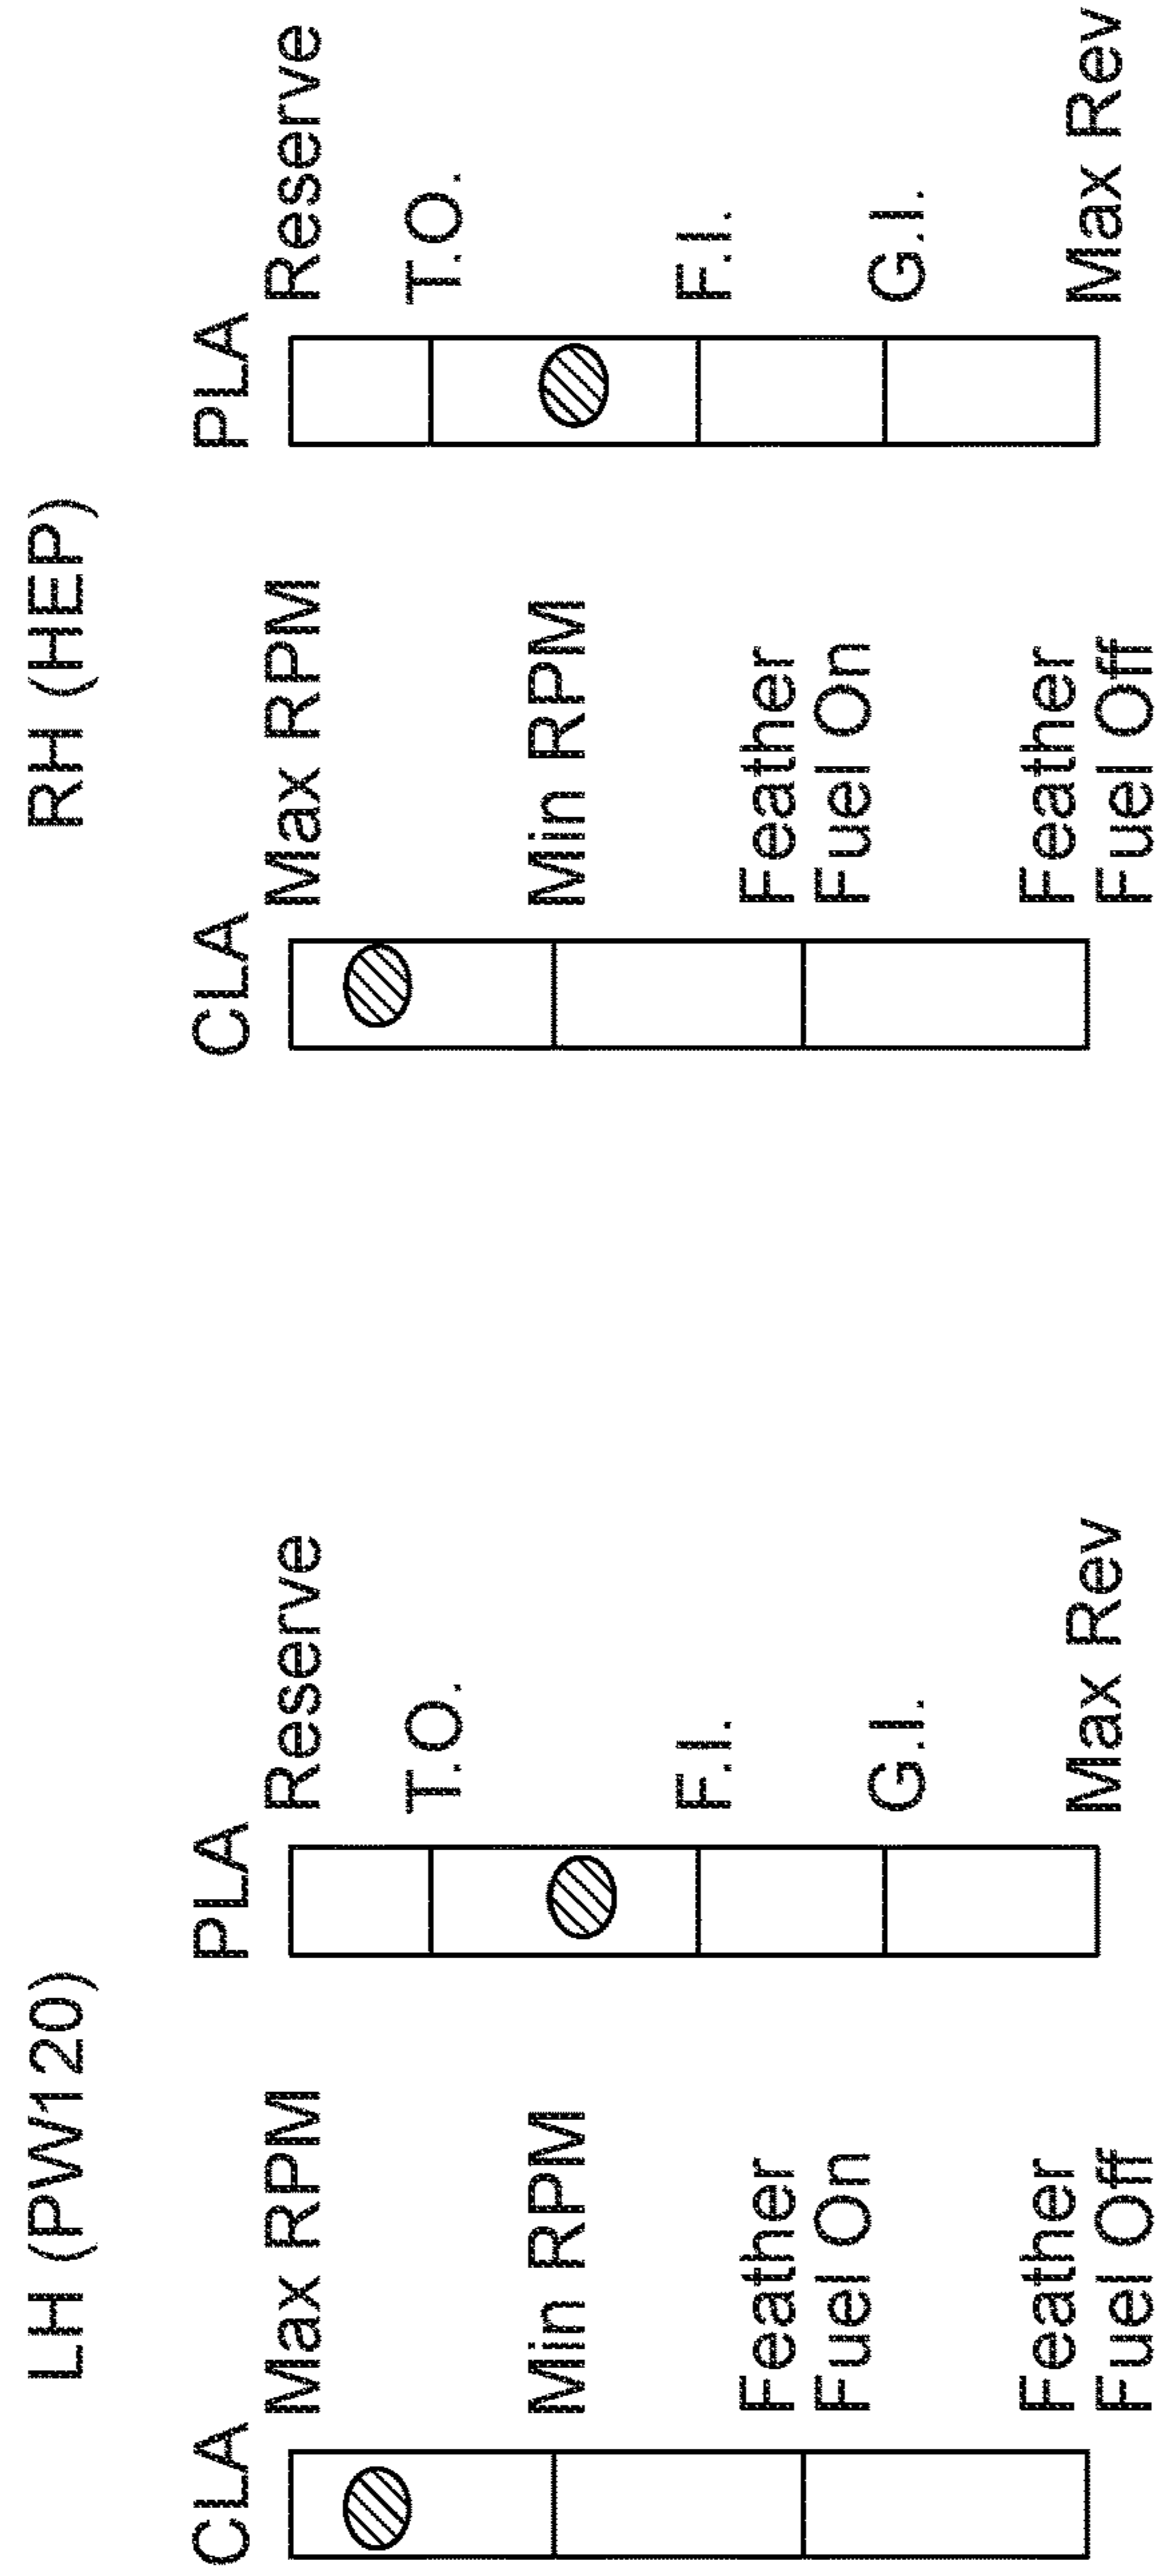 LH (PW120)
CLA
Max RPM
Min RPM
Feather
Fuel On
Feather
Fuel Off
PLA
Reserve
T.O.
F.I.
G.I.
Max Rev
RH (HEP)
CLA
Max RPM
Min RPM
Feather
Fuel On
Feather
Fuel Off
PLA
Reserve
T.O.
F.I.
G.I.
Max Rev